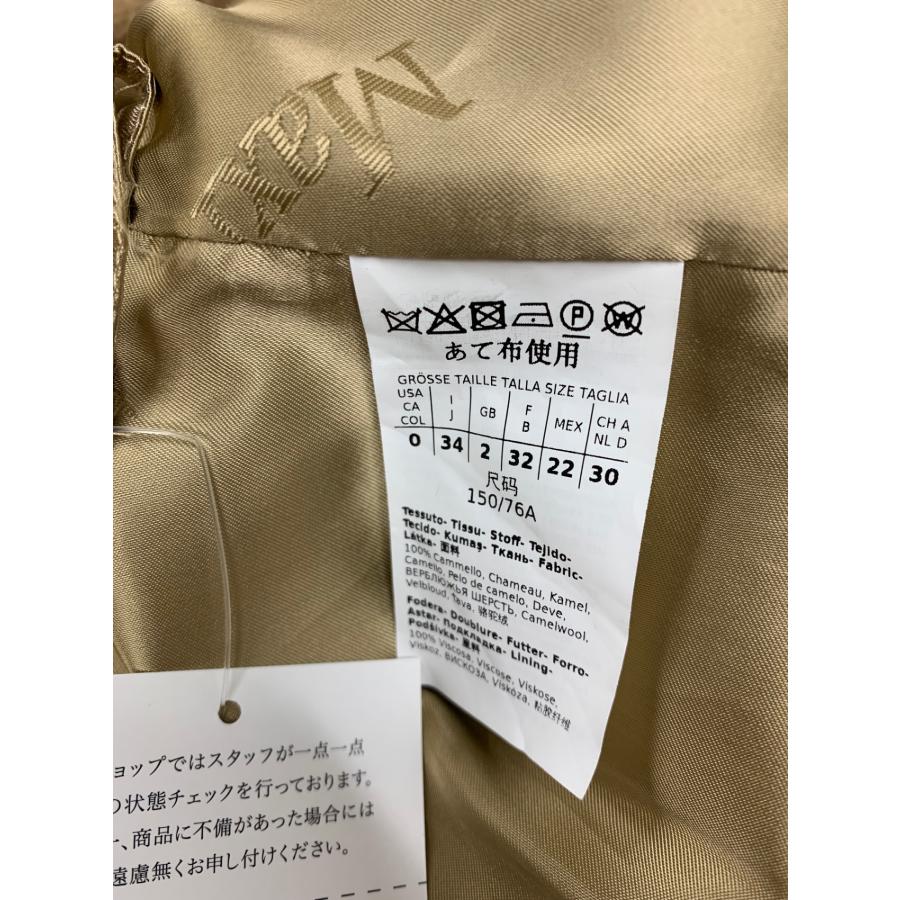 Ma
あて布使用
GRÖSSE TAILLE TALLA SIZE TAGLIA
USA CA COL
I J
GB
F B
MEX
CH A NL D
0 34 2 32 22 30
尺码
150/76A
Tessuto- Tissu- Stoff- Tejido-
Tecido- Kumaş- Ткань- Fabric-
Látka- 面料
100% Cammello, Chameau, Kamel,
Camello, Pelo de camelo, Deve,
ВЕРБЛЮЖЬЯ ШЕРСТЬ, Camelwool,
Velbloud, Tava, 骆驼绒
Fodera- Doublure- Futter- Forro-
Astar- Подкладка- Lining-
Podšívka- 里料
100% Viscosa, Viscose, Viskose,
Viskoz, ВИСКОЗА, Viskóza, 粘胶纤维
ョップではスタッフが一点一点
の状態チェックを行っております。
一、商品に不備があった場合には
遠慮無くお申し付けください。